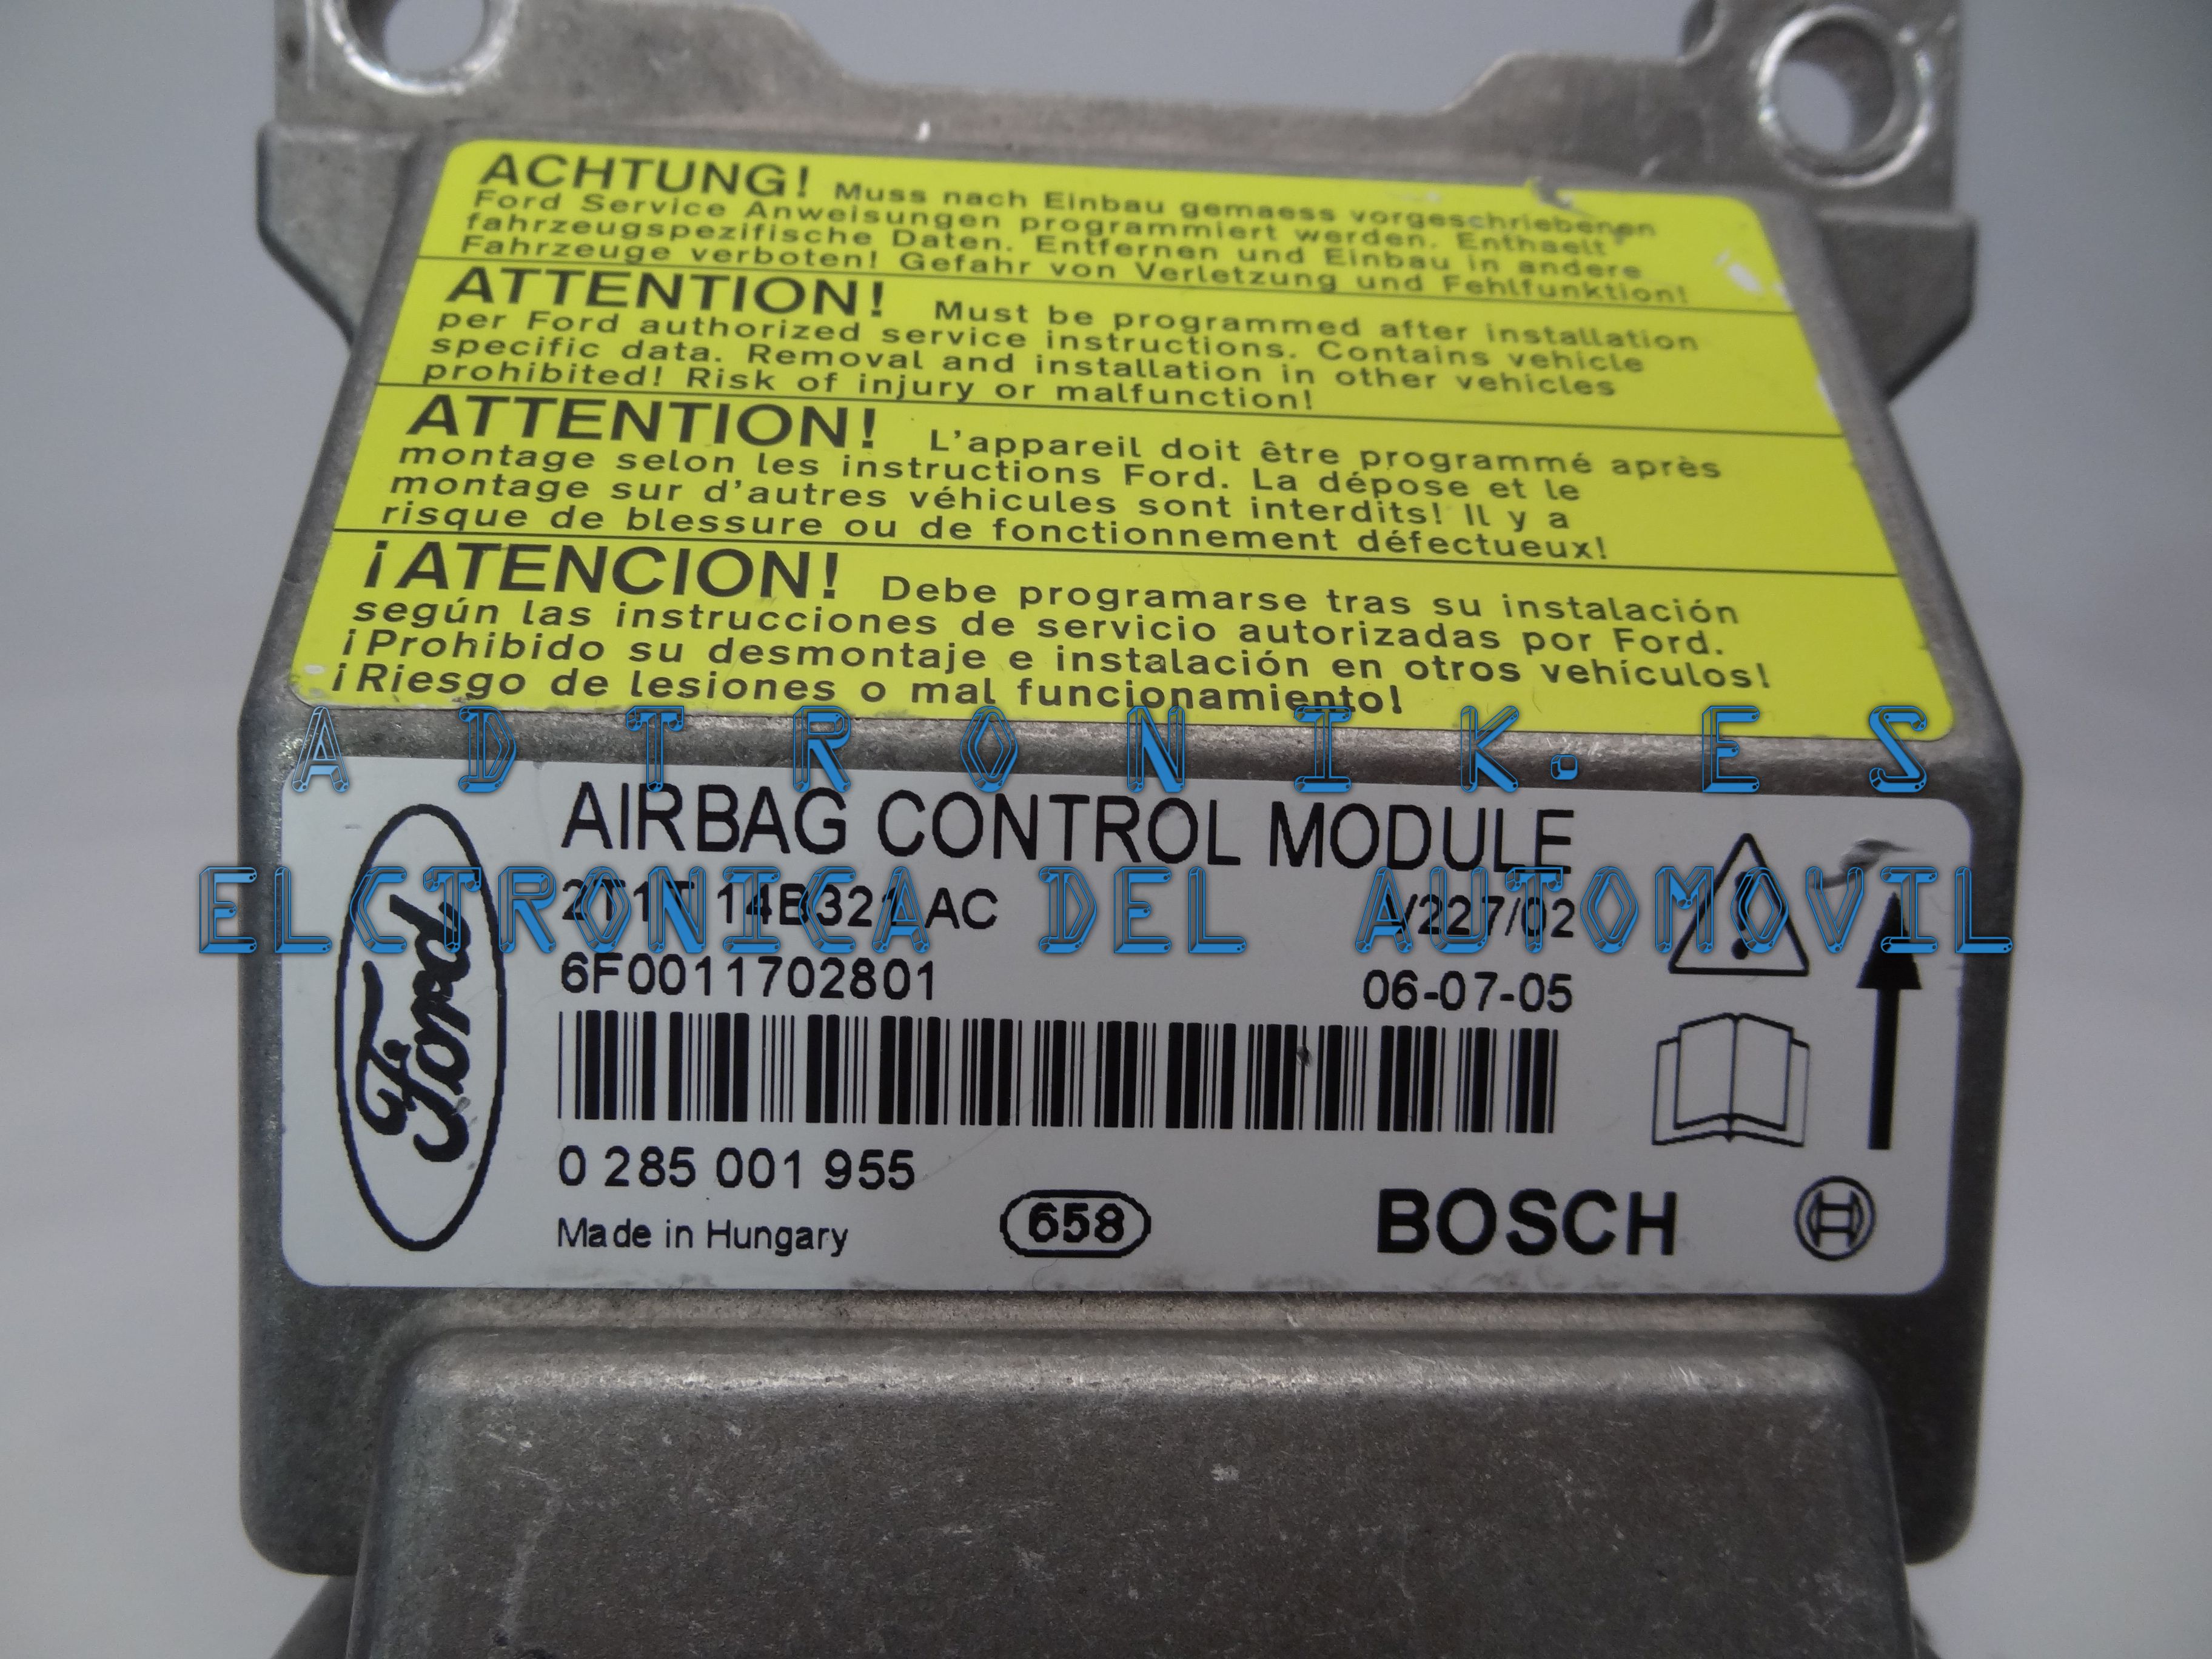 ACHTUNG! Muss nach Einbau gemaess vorgeschriebenen
Ford Service Anweisungen programmiert werden. Enthaelt
fahrzeugspezifische Daten. Entfernen und Einbau in andere
Fahrzeuge verboten! Gefahr von Verletzung und Fehlfunktion!
ATTENTION! Must be programmed after installation
per Ford authorized service instructions. Contains vehicle
specific data. Removal and installation in other vehicles
prohibited! Risk of injury or malfunction!
ATTENTION! L'appareil doit être programmé après
montage selon les instructions Ford. La dépose et le
montage sur d'autres véhicules sont interdits! Il y a
risque de blessure ou de fonctionnement défectueux!
¡ATENCION! Debe programarse tras su instalación
según las instrucciones de servicio autorizadas por Ford.
¡Prohibido su desmontaje e instalación en otros vehículos!
¡Riesgo de lesiones o mal funcionamiento!
ADTRONIK.ES
Ford
AIRBAG CONTROL MODULE
2T1T 14B321 AC V227/02
ELCTRONICA DEL AUTOMOVIL
6F0011702801 06-07-05
0 285 001 955
Made in Hungary 658 BOSCH